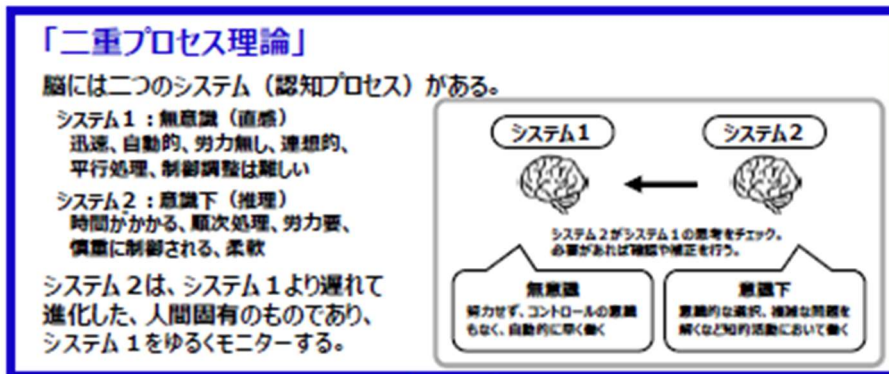 「二重プロセス理論」
脳には二つのシステム（認知プロセス）がある。
システム1：無意識（直感）
迅速、自動的、労力無し、連想的、
平行処理、制御調整は難しい
システム2：意識下（推理）
時間がかかる、順次処理、労力要、
慎重に制御される、柔軟
システム2は、システム1より遅れて
進化した、人間固有のものであり、
システム1をゆるくモニターする。
システム1
システム2
システム2がシステム1の思考をチェック。
必要があれば確認や補正を行う。
無意識
努力せず、コントロールの意識
もなく、自動的に早く働く
意識下
意識的な選択、複雑な問題を
解くなど知的活動において働く